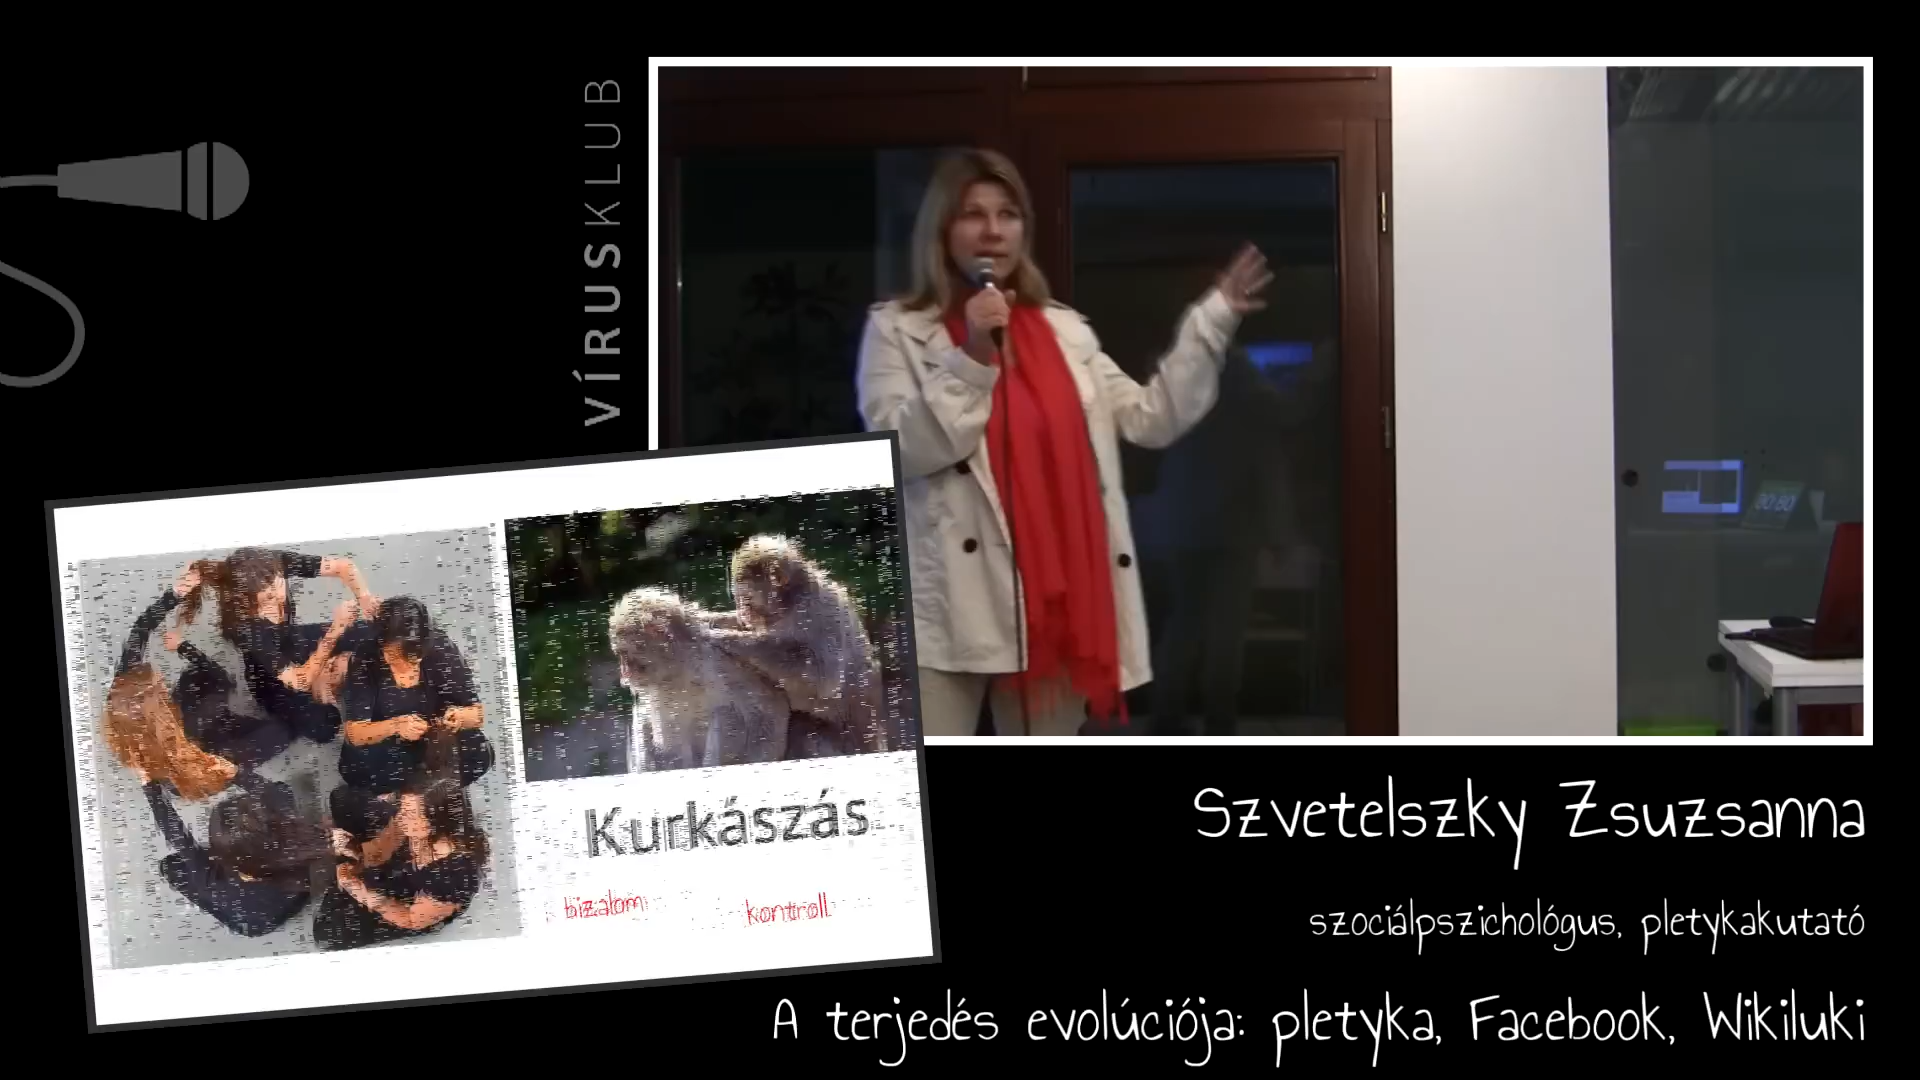 VÍRUSKLUB
Kurkászás
bizalom kontroll
Szvetelszky Zsuzsanna
szociálpszichológus, pletykakutató
A terjedés evolúciója: pletyka, Facebook, Wikiluki